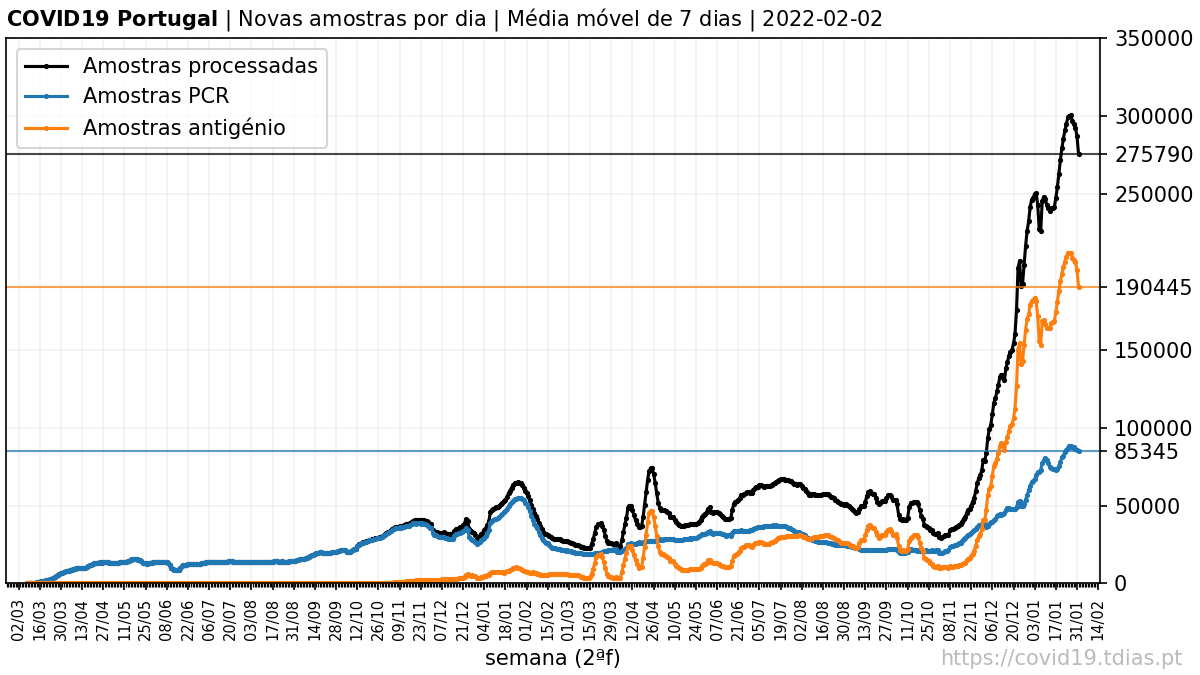 COVID19 Portugal | Novas amostras por dia | Média móvel de 7 dias | 2022-02-02
Amostras processadas
Amostras PCR
Amostras antigénio
350000
300000
275790
250000
190445
150000
100000
85345
50000
0
02/03 16/03 30/03 13/04 27/04 11/05 25/05 08/06 22/06 06/07 20/07 03/08 17/08 31/08 14/09 28/09 12/10 26/10 09/11 23/11 07/12 21/12 04/01 18/01 01/02 15/02 01/03 15/03 29/03 12/04 26/04 10/05 24/05 07/06 21/06 05/07 19/07 02/08 16/08 30/08 13/09 27/09 11/10 25/10 08/11 22/11 06/12 20/12 03/01 17/01 31/01 14/02
semana (2ªf)
https://covid19.tdias.pt